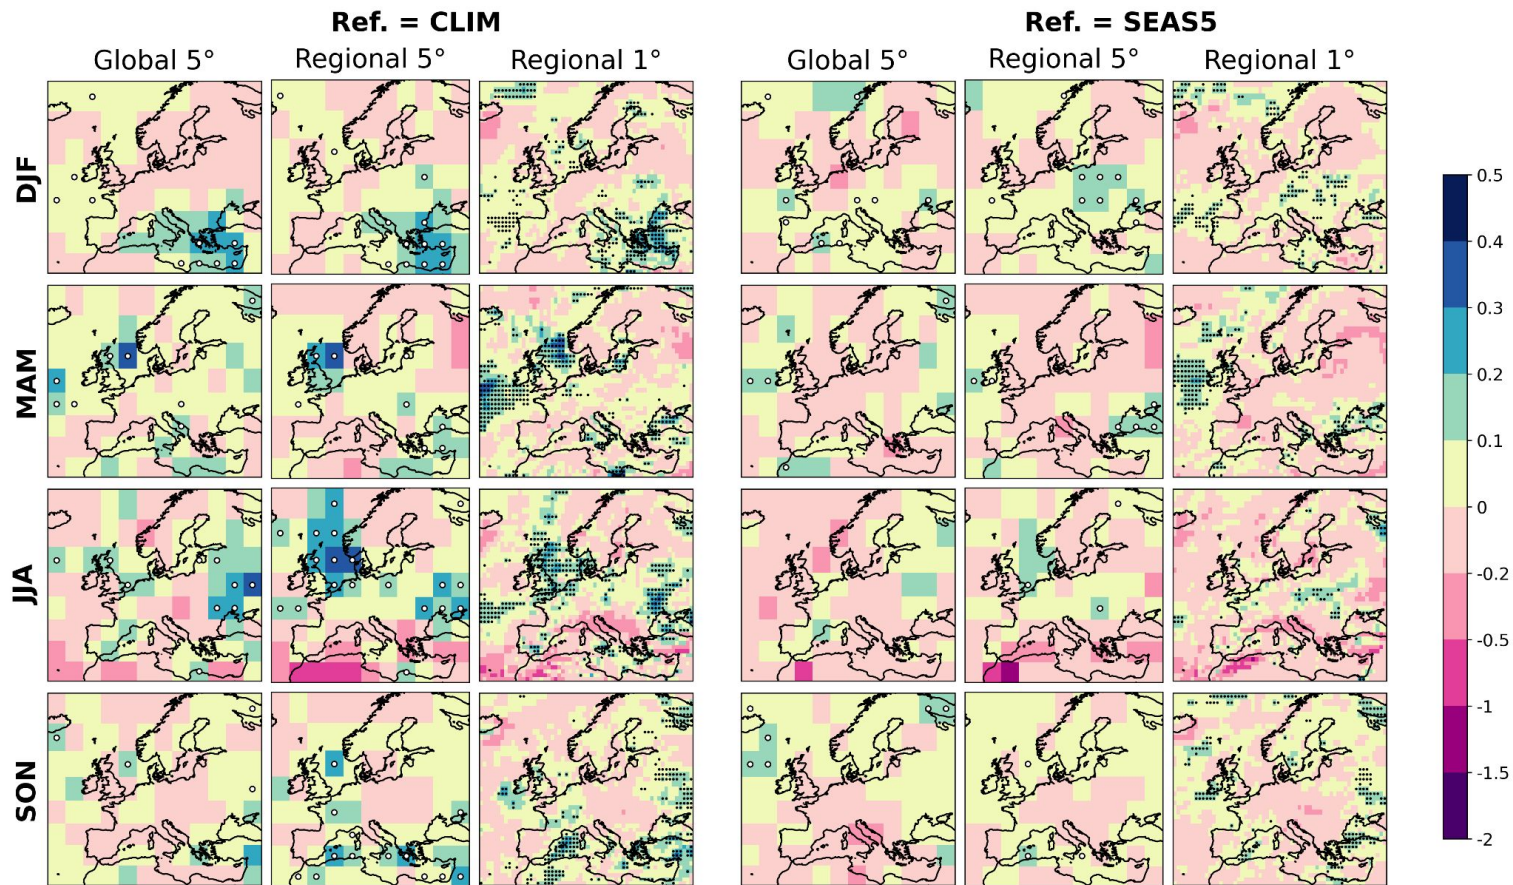 Ref. = CLIM
Ref. = SEAS5
Global 5°
Regional 5°
Regional 1°
Global 5°
Regional 5°
Regional 1°
DJF
MAM
JJA
SON
0.5
0.4
0.3
0.2
0.1
0
-0.2
-0.5
-1
-1.5
-2